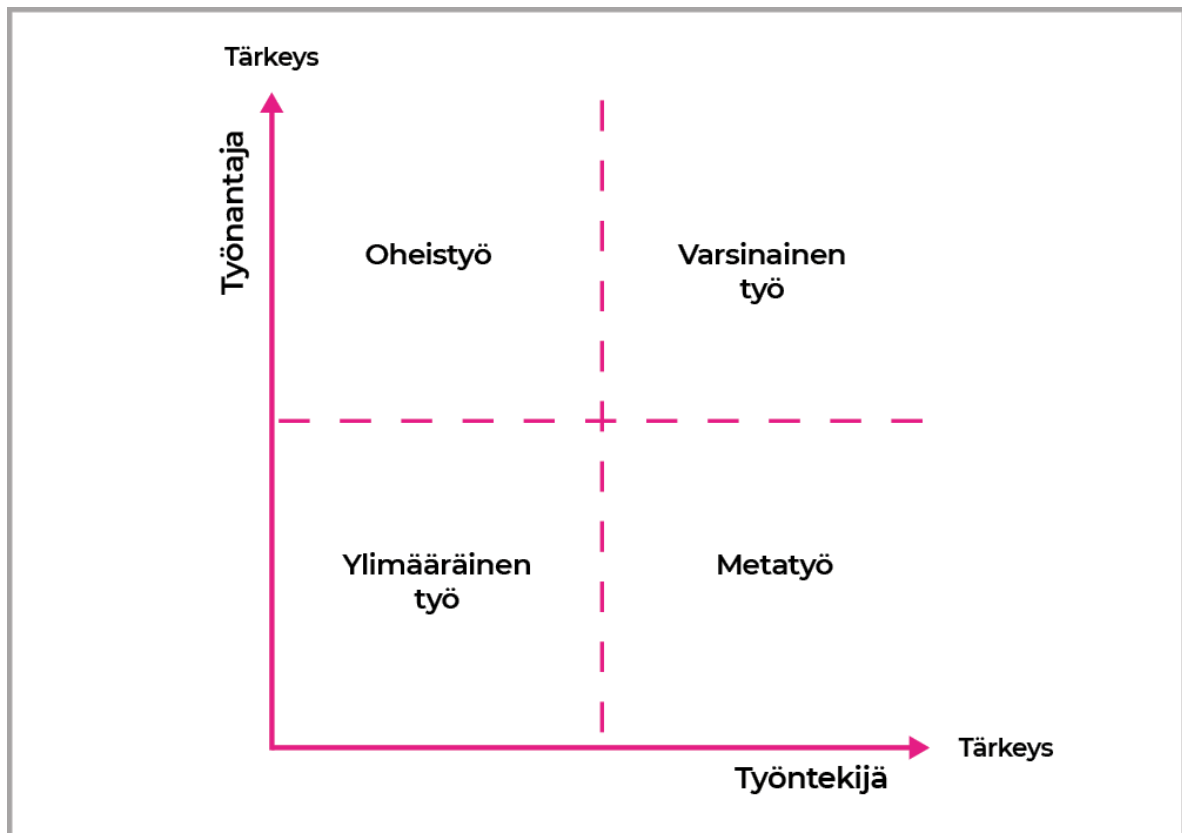 Tärkeys
Työnantaja
Oheistyö
Varsinainen
työ
Ylimääräinen
työ
Metatyö
Tärkeys
Työntekijä